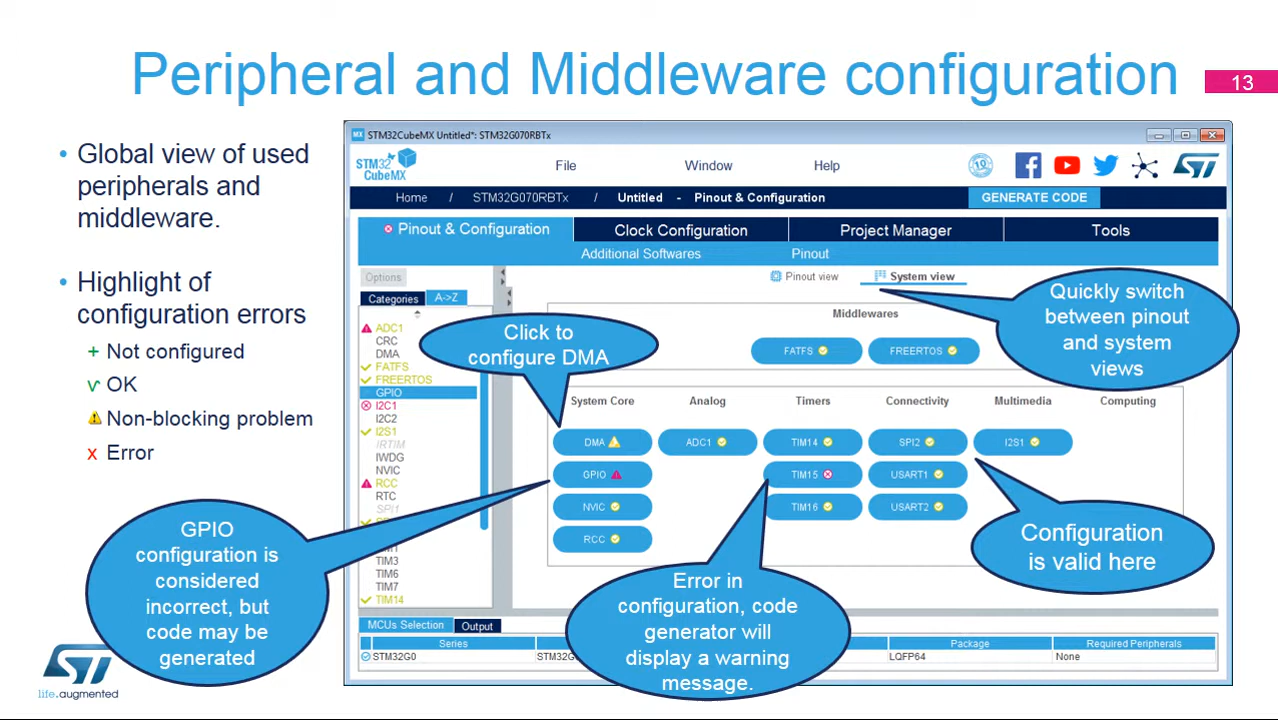 Peripheral and Middleware configuration
13
• Global view of used
peripherals and
middleware.
• Highlight of
configuration errors
+ Not configured
OK
Non-blocking problem
x Error
MX STM32CubeMX Untitled*: STM32G070RBTx
STM32
CubeMX
File
Window
Help
Home / STM32G070RBTx / Untitled - Pinout & Configuration
GENERATE CODE
Pinout & Configuration
Clock Configuration
Project Manager
Tools
Additional Softwares
Pinout
Options
Pinout view
System view
Categories
A->Z
ADC1
CRC
DMA
FATFS
FREERTOS
GPIO
I2C1
I2C2
I2S1
IRTIM
IWDG
NVIC
RCC
RTC
SPI1
TIM3
TIM6
TIM7
TIM14
Middlewares
FATFS
FREERTOS
System Core
Analog
Timers
Connectivity
Multimedia
Computing
DMA
ADC1
TIM14
SPI2
I2S1
GPIO
TIM15
USART1
NVIC
TIM16
USART2
RCC
Click to
configure DMA
Quickly switch
between pinout
and system
views
GPIO
configuration is
considered
incorrect, but
code may be
generated
Error in
configuration, code
generator will
display a warning
message.
Configuration
is valid here
MCUs Selection
Output
Series
Package
Required Peripherals
STM32G0
LQFP64
None
ST
life.augmented